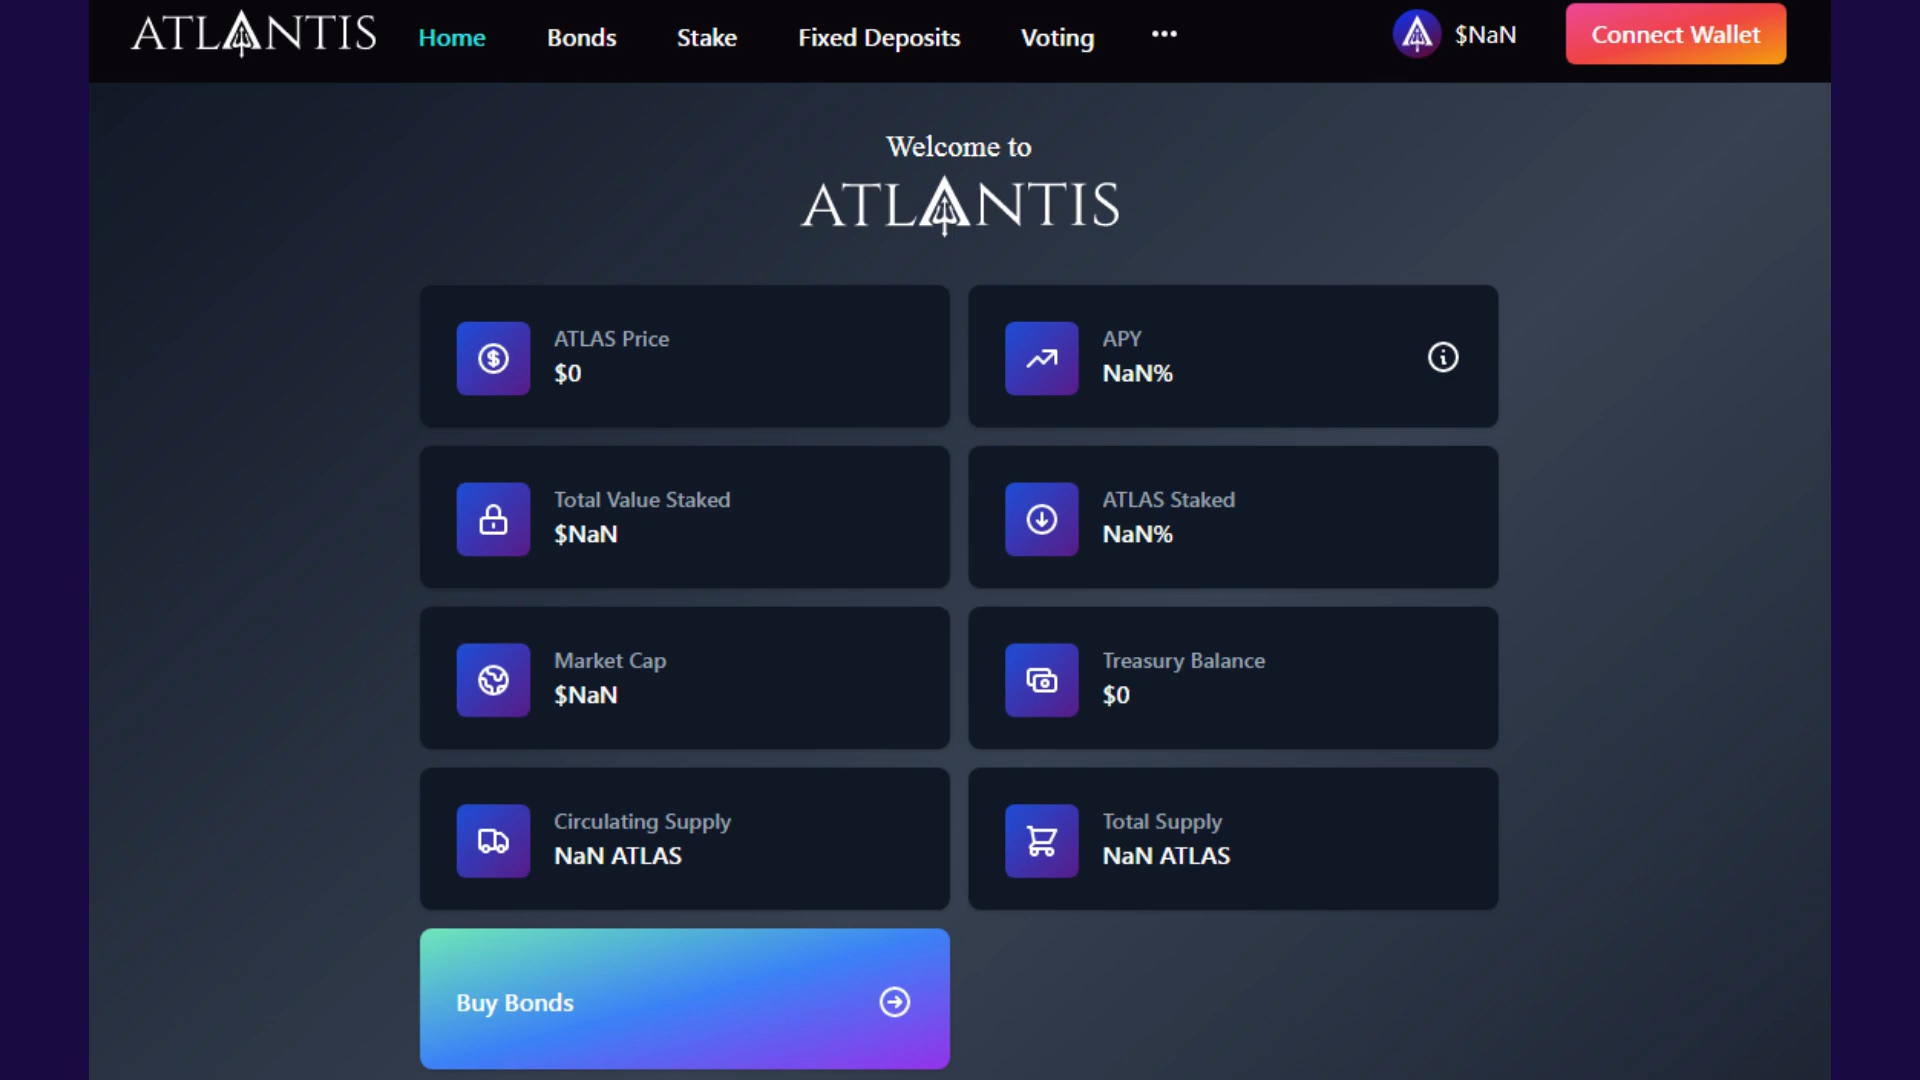 ATLANTIS Home Bonds Stake Fixed Deposits Voting ••• $NaN Connect Wallet
Welcome to
ATLANTIS
ATLAS Price
$0
APY
NaN%
Total Value Staked
$NaN
ATLAS Staked
NaN%
Market Cap
$NaN
Treasury Balance
$0
Circulating Supply
NaN ATLAS
Total Supply
NaN ATLAS
Buy Bonds